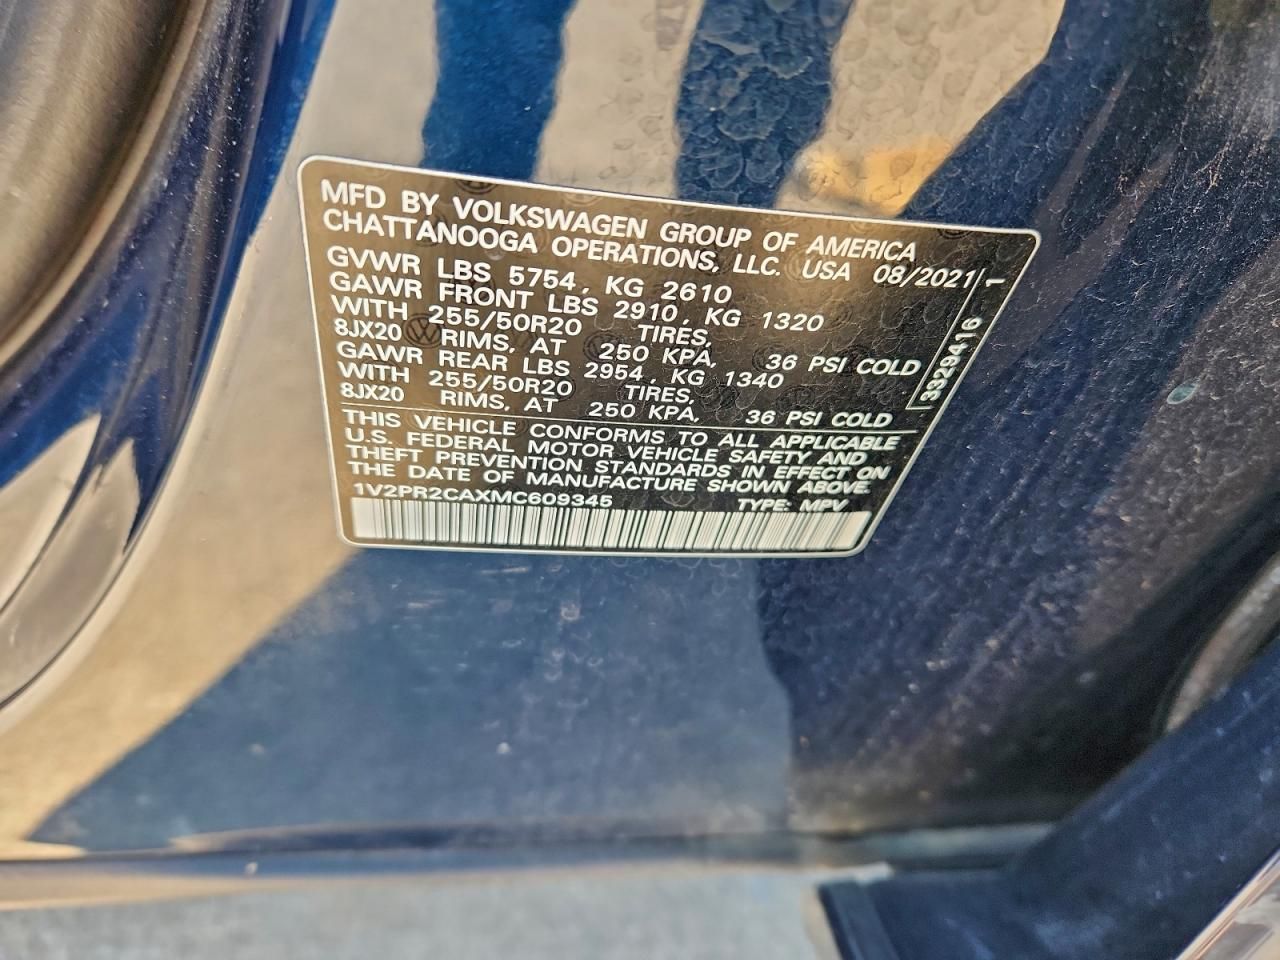 MFD BY VOLKSWAGEN GROUP OF AMERICA
CHATTANOOGA OPERATIONS, LLC. USA 08/2021
GVWR LBS 5754, KG 2610
GAWR FRONT LBS 2910, KG 1320
WITH 255/50R20 TIRES,
8JX20 RIMS, AT 250 KPA, 36 PSI COLD
GAWR REAR LBS 2954, KG 1340
WITH 255/50R20 TIRES,
8JX20 RIMS, AT 250 KPA, 36 PSI COLD
THIS VEHICLE CONFORMS TO ALL APPLICABLE
U.S. FEDERAL MOTOR VEHICLE SAFETY AND
THEFT PREVENTION STANDARDS IN EFFECT ON
THE DATE OF MANUFACTURE SHOWN ABOVE.
1V2PR2CAXMC609345 TYPE: MPV
3329416 1